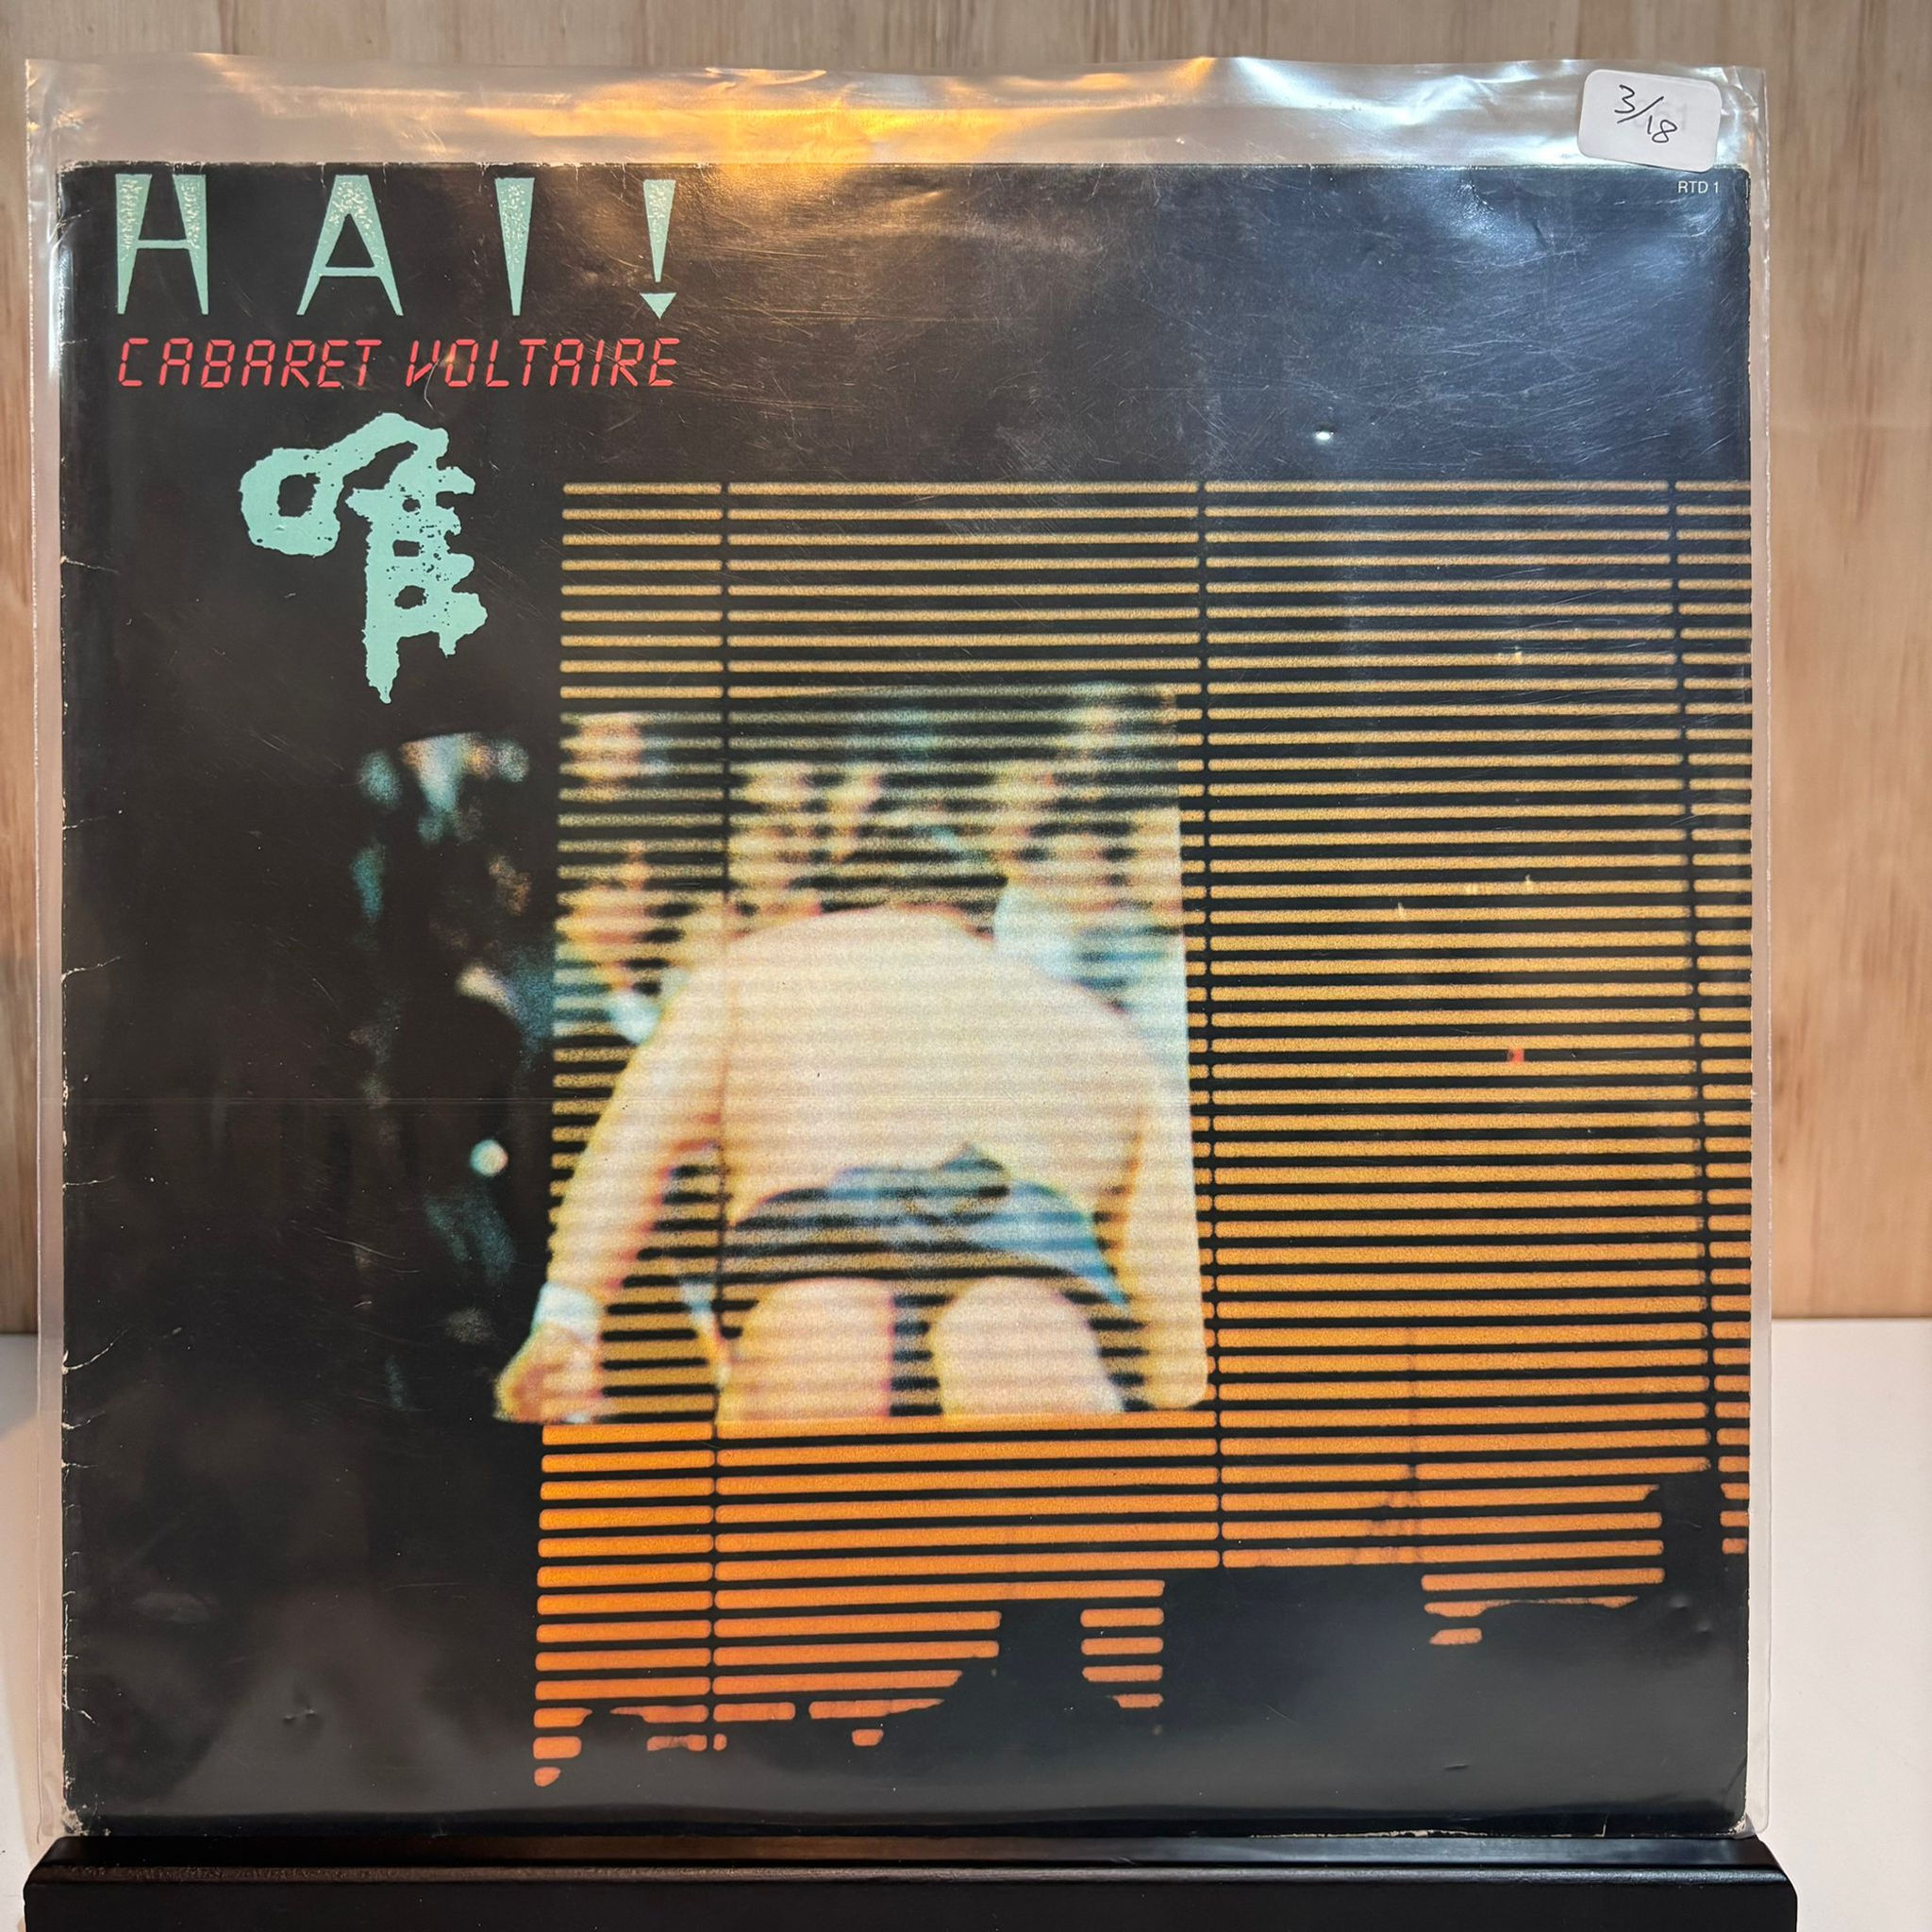 3/18
RTD 1
HAI!
CABARET VOLTAIRE
唯